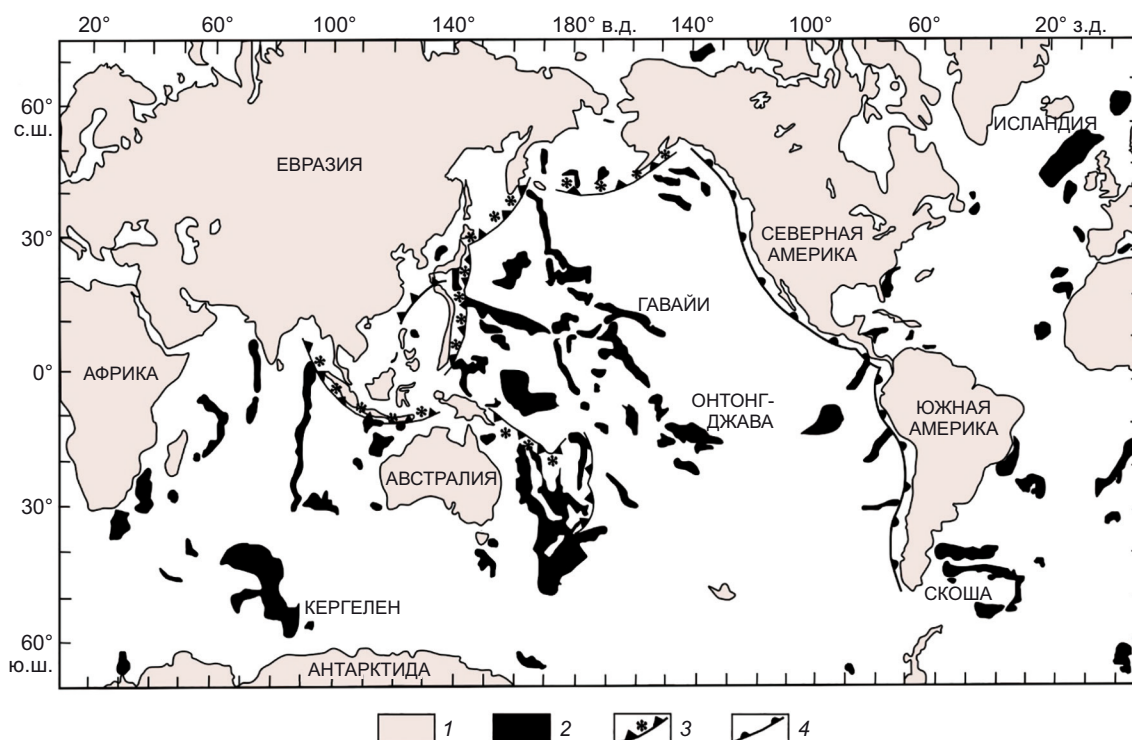 20° 60° 100° 140° 180° в.д. 140° 100° 60° 20° з.д.
60°
с.ш.
ИСЛАНДИЯ
ЕВРАЗИЯ
30°
СЕВЕРНАЯ
АМЕРИКА
ГАВАЙИ
0°
АФРИКА
ОНТОНГ-
ДЖАВА
ЮЖНАЯ
АМЕРИКА
АВСТРАЛИЯ
30°
КЕРГЕЛЕН
СКОША
60°
ю.ш.
АНТАРКТИДА
1 2 3 4